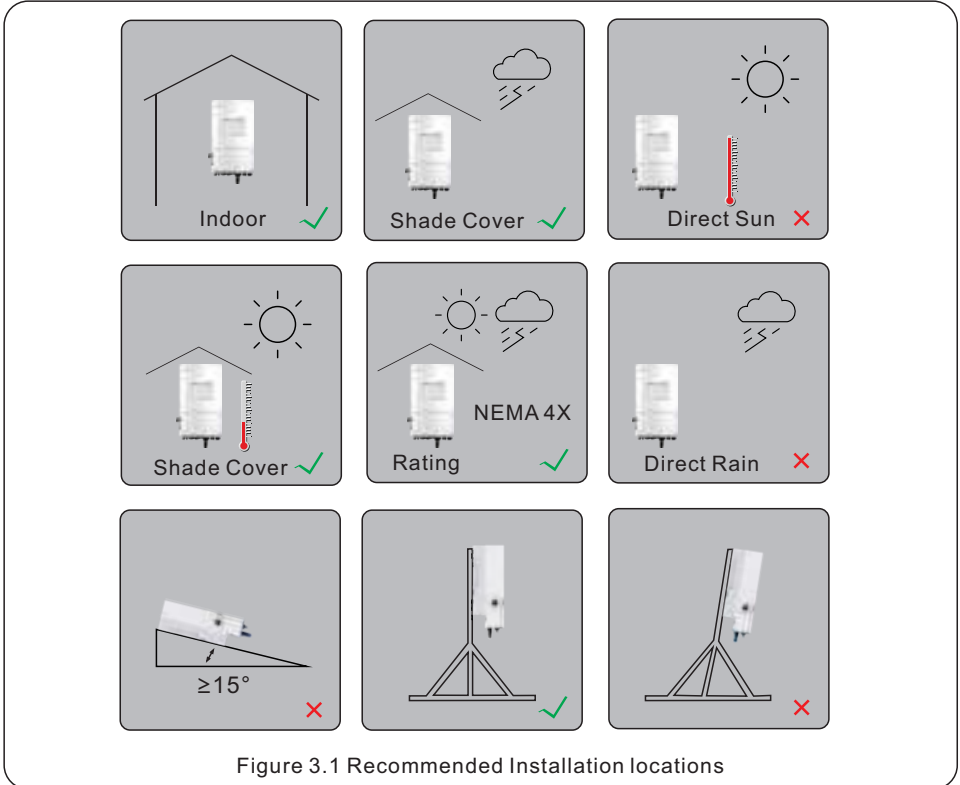 Indoor
Shade Cover
Direct Sun
Shade Cover
NEMA 4X
Rating
Direct Rain
≥15°
Figure 3.1 Recommended Installation locations